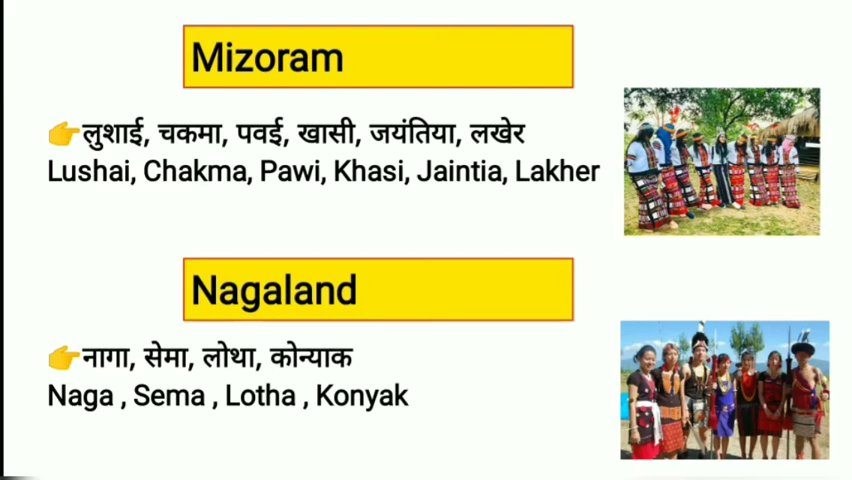 Mizoram
👉लुशाई, चकमा, पवई, खासी, जयंतिया, लखेर
Lushai, Chakma, Pawi, Khasi, Jaintia, Lakher
Nagaland
👉नागा, सेमा, लोथा, कोन्याक
Naga , Sema , Lotha , Konyak